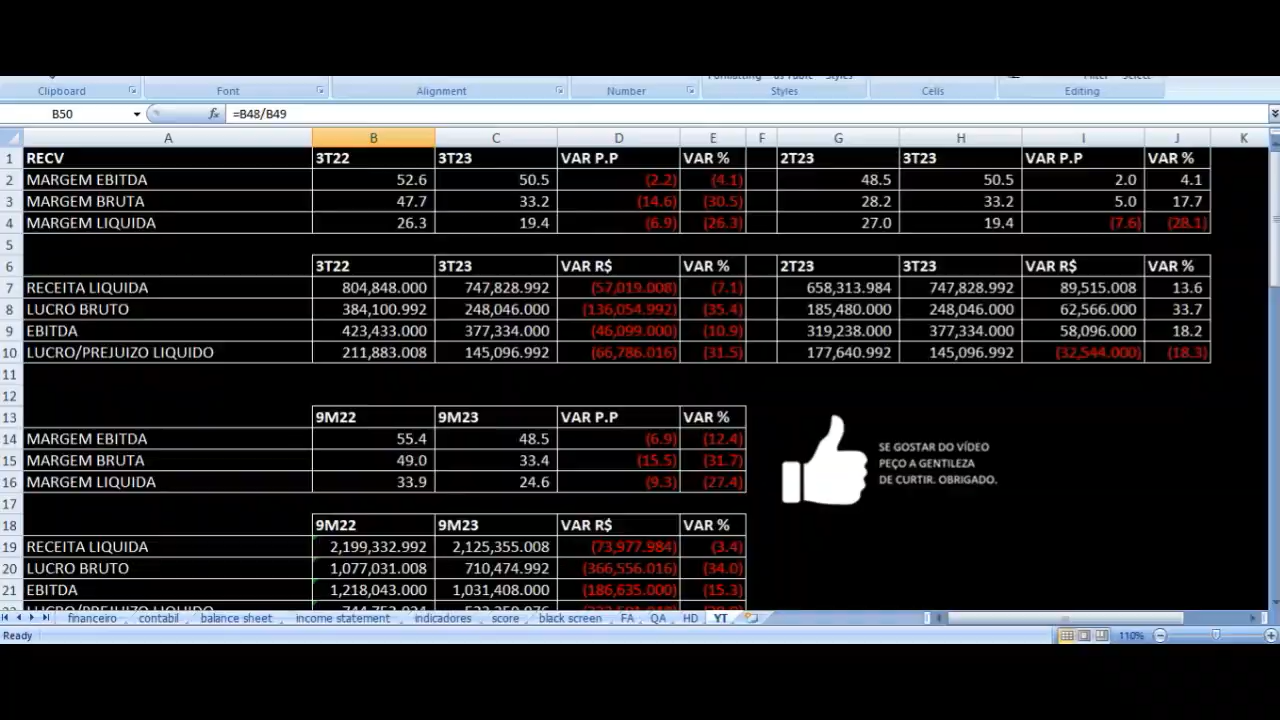 Clipboard Font Alignment Number Styles Cells Editing
B50 fx =B48/B49
A B C D E F G H I J K
1 RECV 3T22 3T23 VAR P.P VAR % 2T23 3T23 VAR P.P VAR %
2 MARGEM EBITDA 52.6 50.5 (2.2) (4.1) 48.5 50.5 2.0 4.1
3 MARGEM BRUTA 47.7 33.2 (14.6) (30.5) 28.2 33.2 5.0 17.7
4 MARGEM LIQUIDA 26.3 19.4 (6.9) (26.3) 27.0 19.4 (7.6) (28.1)
5
6 3T22 3T23 VAR R$ VAR % 2T23 3T23 VAR R$ VAR %
7 RECEITA LIQUIDA 804,848.000 747,828.992 (57,019.008) (7.1) 658,313.984 747,828.992 89,515.008 13.6
8 LUCRO BRUTO 384,100.992 248,046.000 (136,054.992) (35.4) 185,480.000 248,046.000 62,566.000 33.7
9 EBITDA 423,433.000 377,334.000 (46,099.000) (10.9) 319,238.000 377,334.000 58,096.000 18.2
10 LUCRO/PREJUIZO LIQUIDO 211,883.008 145,096.992 (66,786.016) (31.5) 177,640.992 145,096.992 (32,544.000) (18.3)
11
12
13 9M22 9M23 VAR P.P VAR %
14 MARGEM EBITDA 55.4 48.5 (6.9) (12.4)
15 MARGEM BRUTA 49.0 33.4 (15.5) (31.7)
16 MARGEM LIQUIDA 33.9 24.6 (9.3) (27.4)
SE GOSTAR DO VÍDEO
PEÇO A GENTILEZA
DE CURTIR. OBRIGADO.
17
18 9M22 9M23 VAR R$ VAR %
19 RECEITA LIQUIDA 2,199,332.992 2,125,355.008 (73,977.984) (3.4)
20 LUCRO BRUTO 1,077,031.008 710,474.992 (366,556.016) (34.0)
21 EBITDA 1,218,043.000 1,031,408.000 (186,635.000) (15.3)
LUCRO/PREJUIZO LIQUIDO
financeiro contabil balance sheet income statement indicadores score black screen FA QA HD YT
Ready 110%